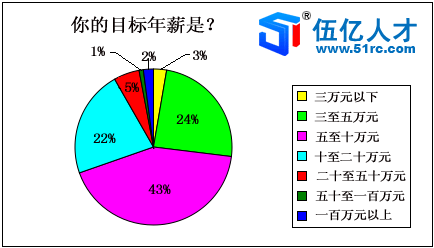 你的目标年薪是?
伍亿人才
®
www.51rc.com
1%
2%
3%
5%
24%
22%
43%
三万元以下
三至五万元
五至十万元
十至二十万元
二十至五十万元
五十至一百万元
一百万元以上